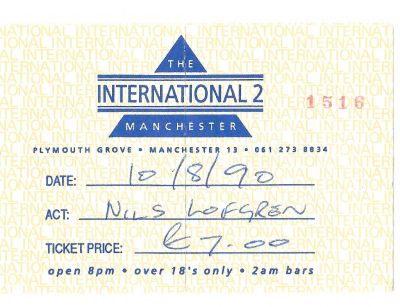 THE
INTERNATIONAL 2
MANCHESTER
1516
PLYMOUTH GROVE • MANCHESTER 13 • 061 273 8834
DATE: 10/8/90
ACT: NILS LOFGREN
TICKET PRICE: £7.00
open 8pm • over 18's only • 2am bars